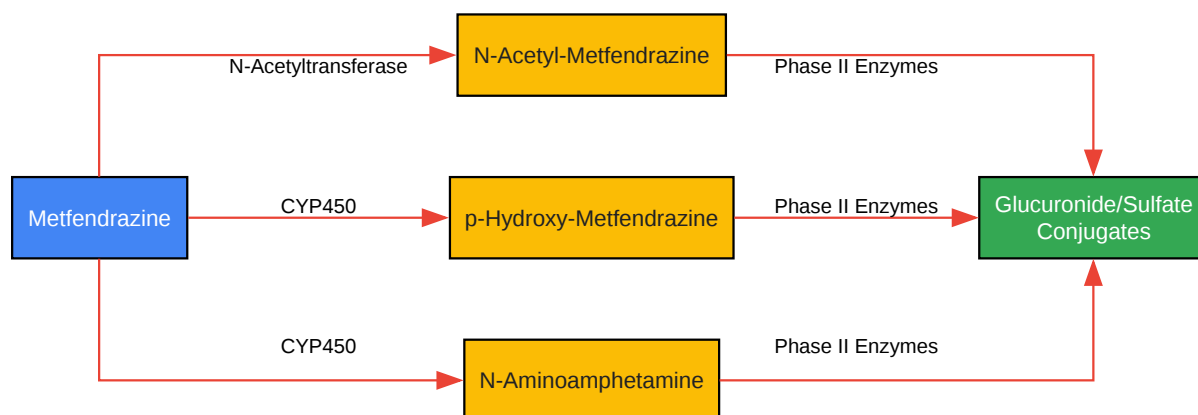 N-Acetyl-Metfendrazine
N-Acetyltransferase
Phase II Enzymes
Metfendrazine
CYP450
p-Hydroxy-Metfendrazine
Phase II Enzymes
Glucuronide/Sulfate
Conjugates
CYP450
N-Aminoamphetamine
Phase II Enzymes